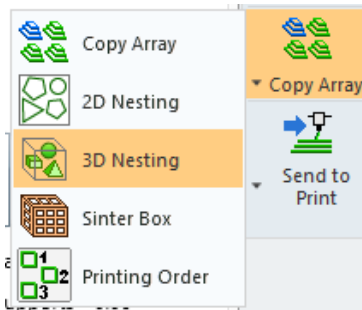 Copy Array
2D Nesting
3D Nesting
Sinter Box
Printing Order
Copy Array
Send to
Print